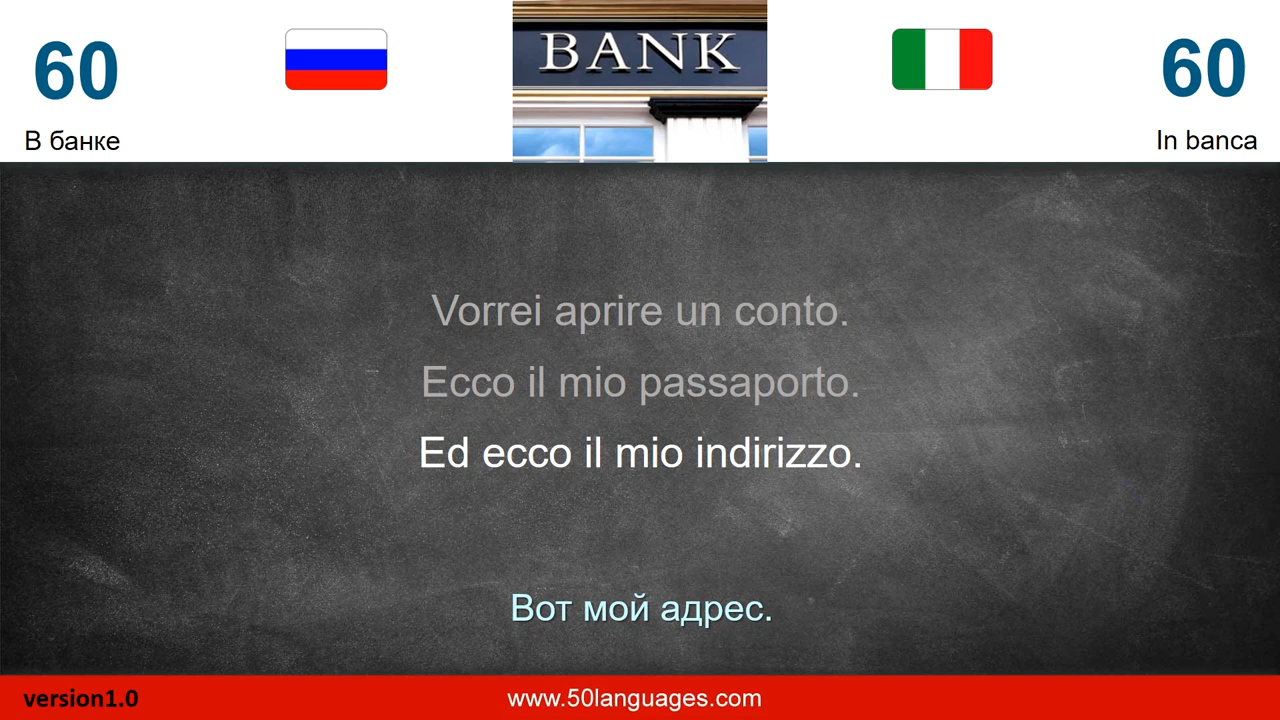 60
В банке
BANK
60
In banca
Vorrei aprire un conto.
Ecco il mio passaporto.
Ed ecco il mio indirizzo.
Вот мой адрес.
version1.0
www.50languages.com